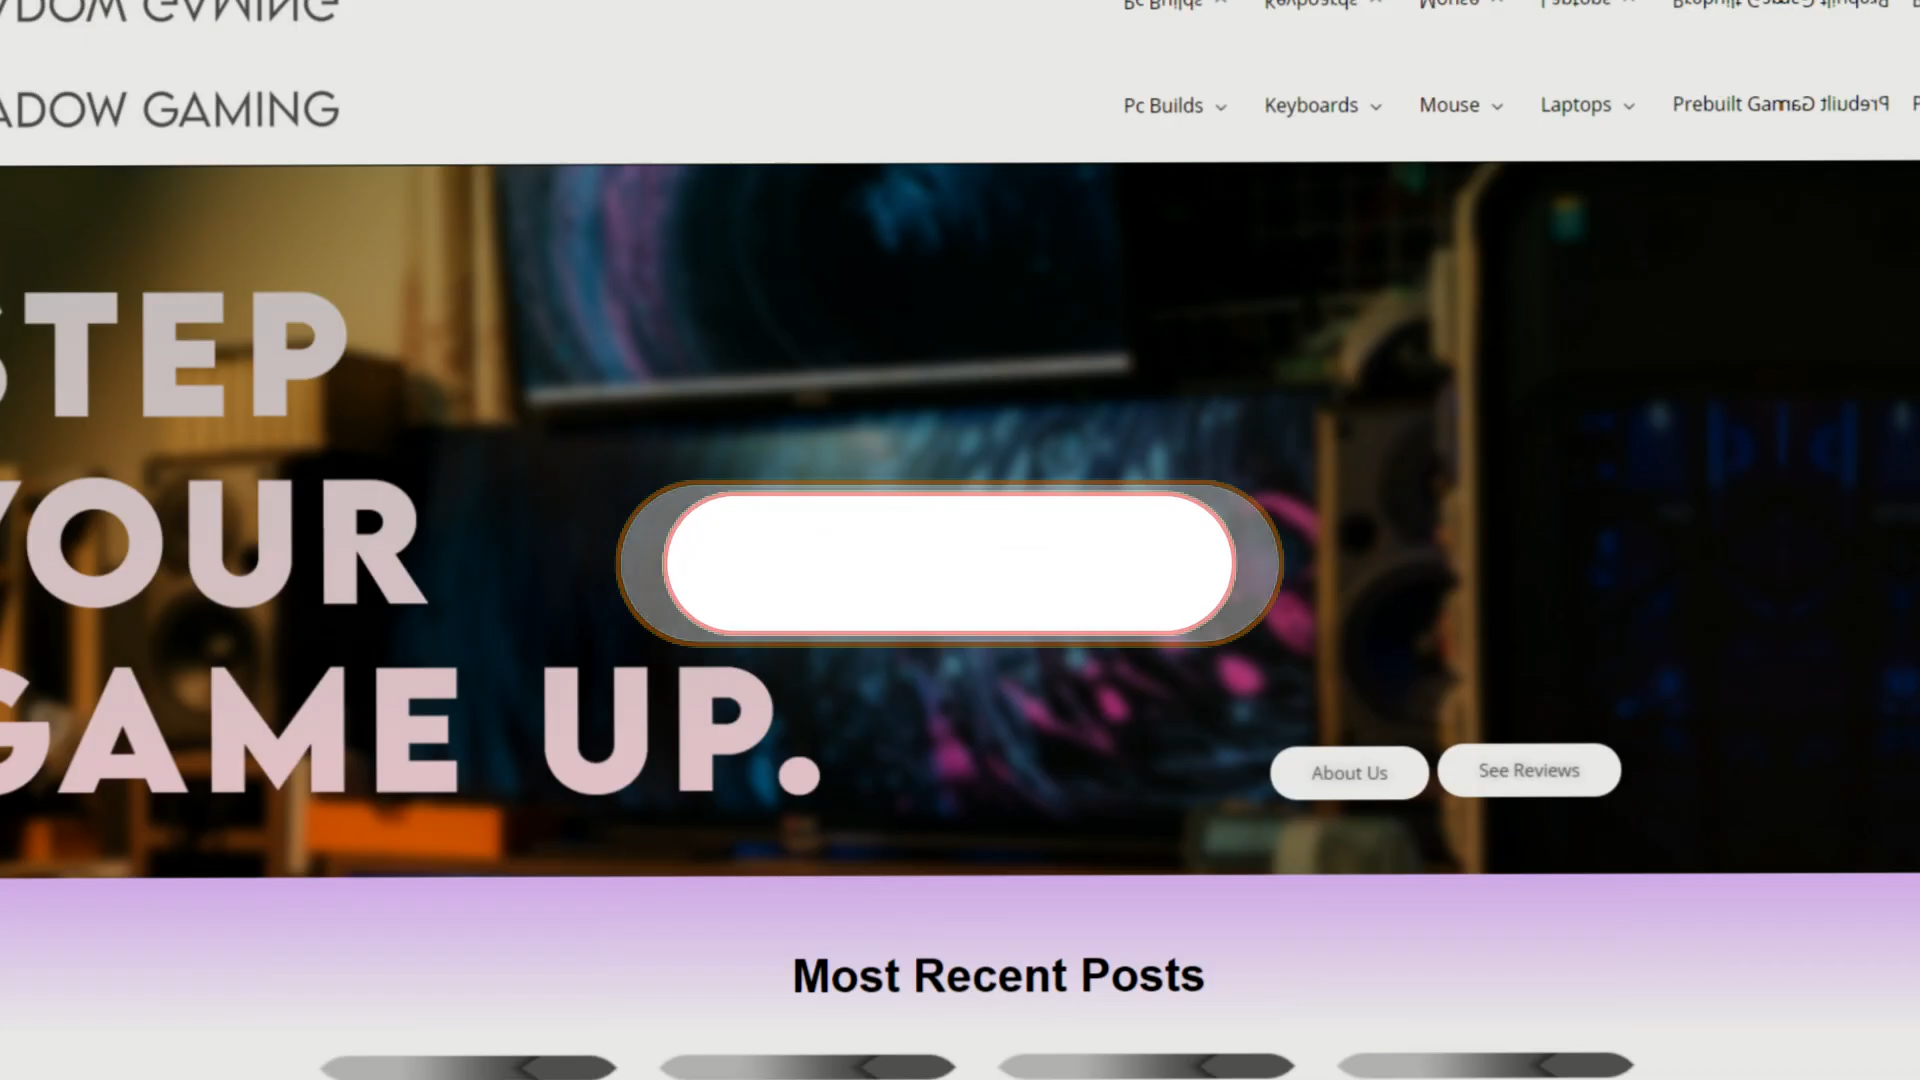 ADOW GAMING
Pc Builds Keyboards Mouse Laptops Prebuilt Gam
STEP
YOUR
GAME UP.
About Us See Reviews
Most Recent Posts